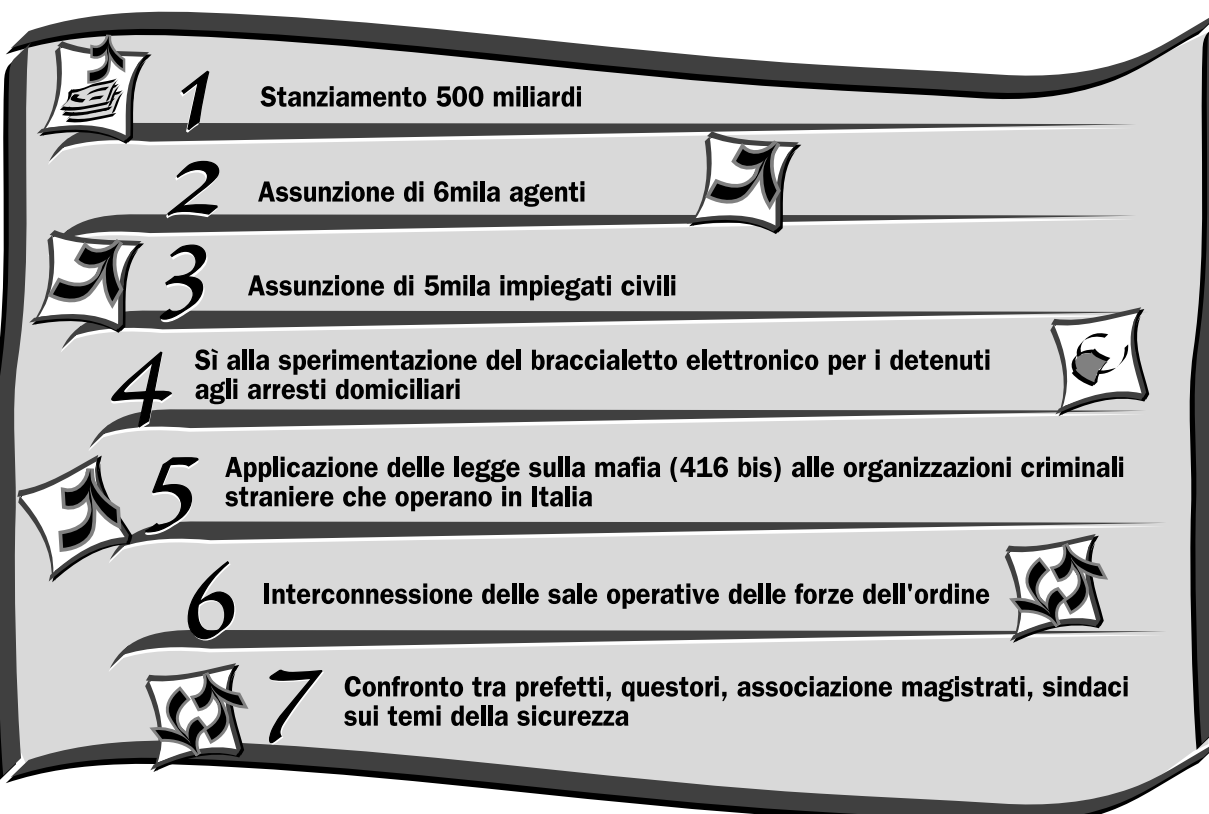 1 Stanziamento 500 miliardi
2 Assunzione di 6mila agenti
3 Assunzione di 5mila impiegati civili
4 Sì alla sperimentazione del braccialetto elettronico per i detenuti
agli arresti domiciliari
5 Applicazione delle legge sulla mafia (416 bis) alle organizzazioni criminali
straniere che operano in Italia
6 Interconnessione delle sale operative delle forze dell'ordine
7 Confronto tra prefetti, questori, associazione magistrati, sindaci
sui temi della sicurezza